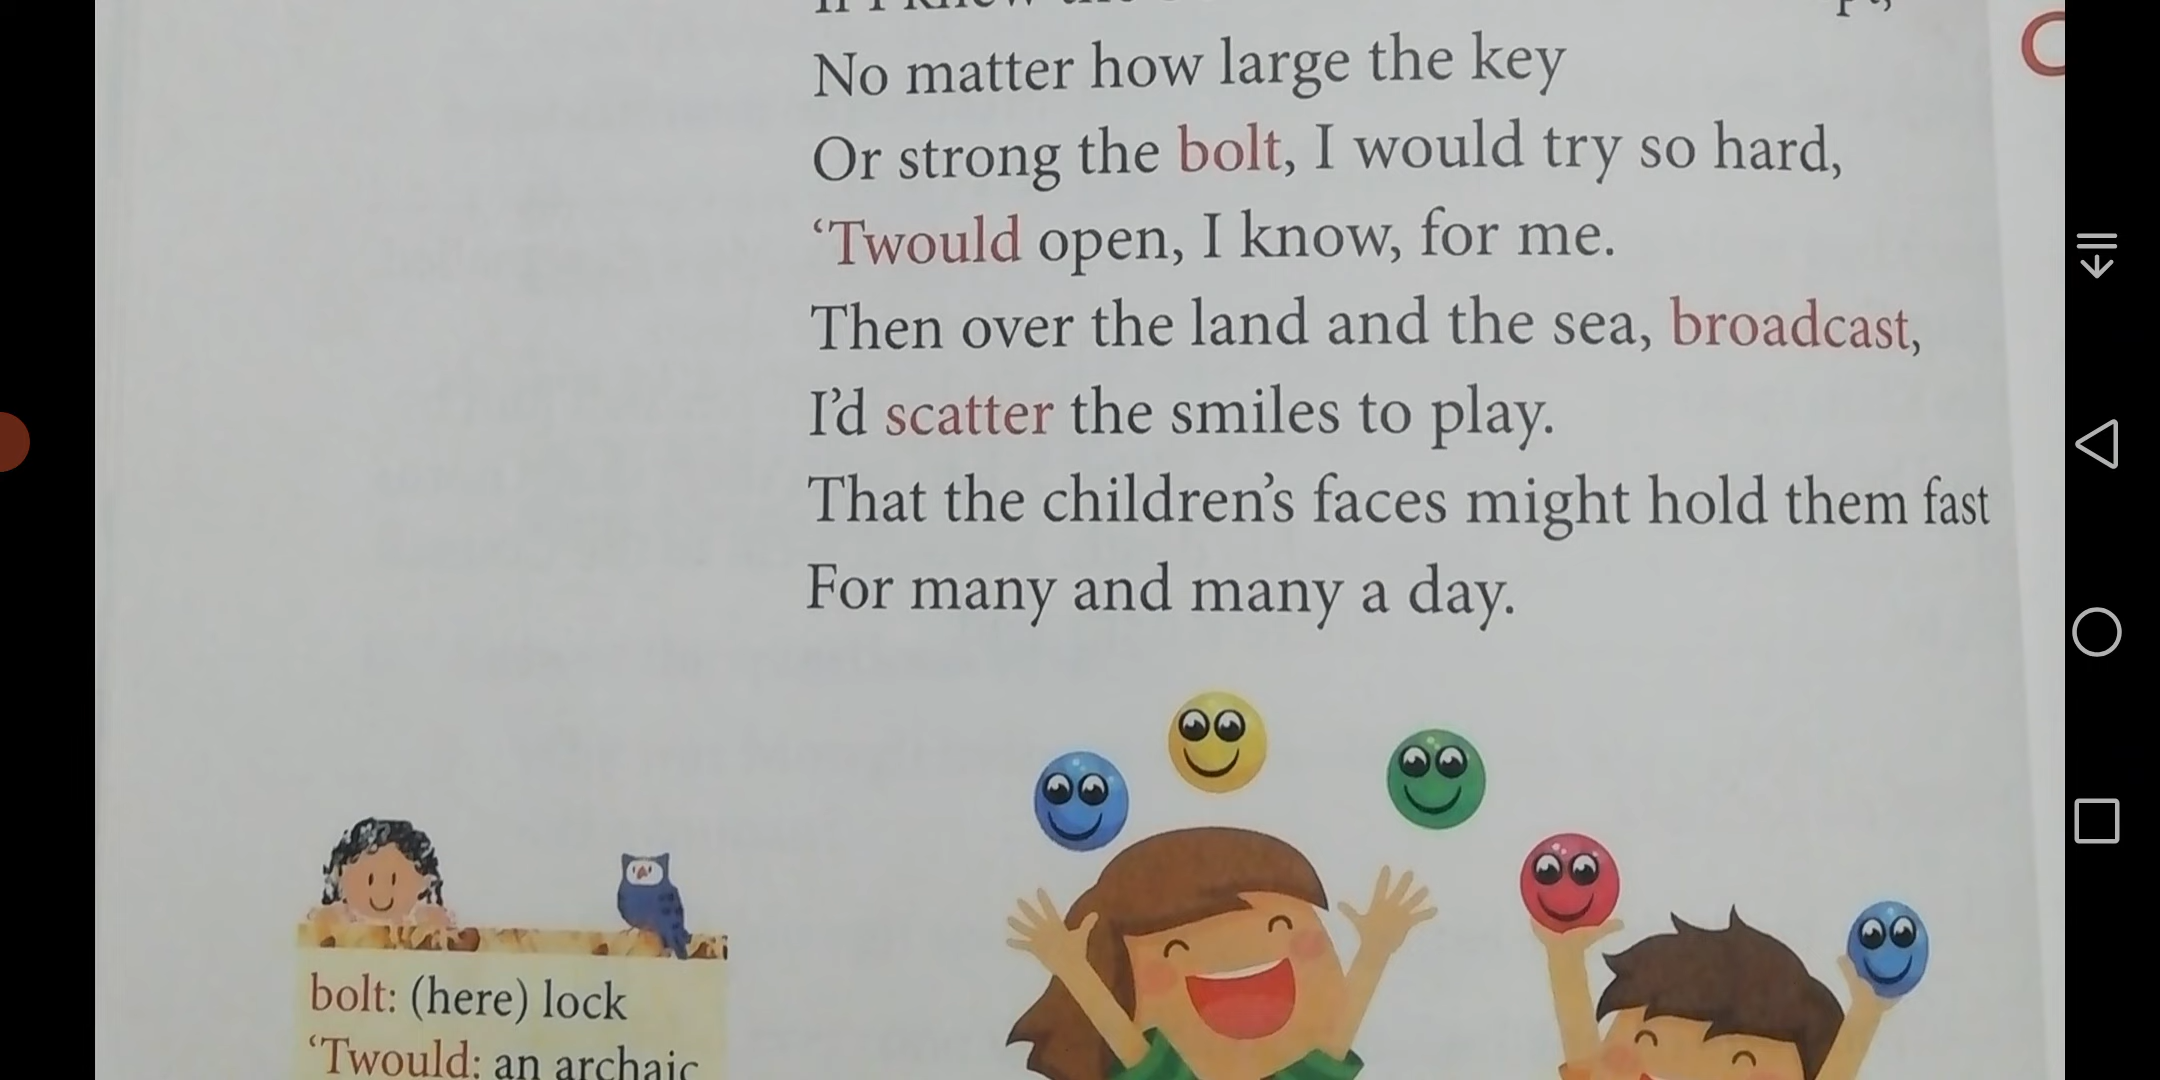 No matter how large the key
Or strong the bolt, I would try so hard,
‘Twould open, I know, for me.
Then over the land and the sea, broadcast,
I’d scatter the smiles to play.
That the children’s faces might hold them fast
For many and many a day.
bolt: (here) lock
‘Twould: an archaic